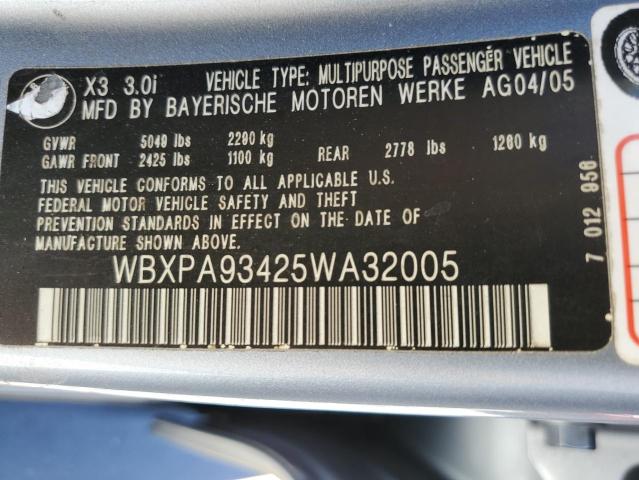 X3 3.0i VEHICLE TYPE: MULTIPURPOSE PASSENGER VEHICLE
MFD BY BAYERISCHE MOTOREN WERKE AG04/05
GVWR 5049 lbs 2290 kg
GAWR FRONT 2425 lbs 1100 kg REAR 2778 lbs 1260 kg
THIS VEHICLE CONFORMS TO ALL APPLICABLE U.S.
FEDERAL MOTOR VEHICLE SAFETY AND THEFT
PREVENTION STANDARDS IN EFFECT ON THE DATE OF
MANUFACTURE SHOWN ABOVE.
WBXPA93425WA32005
7 012 956